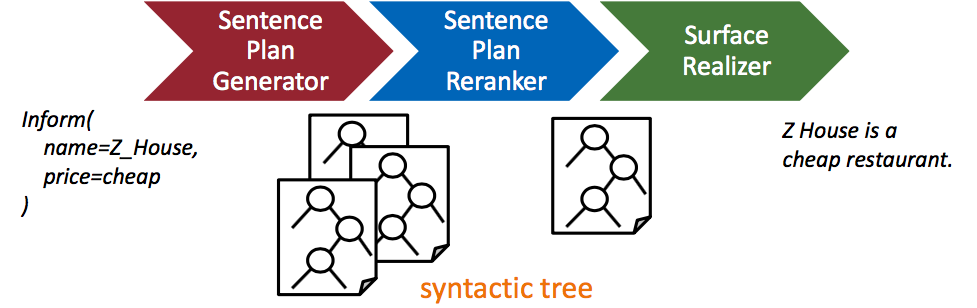 Sentence
Plan
Generator
Sentence
Plan
Reranker
Surface
Realizer
Inform(
name=Z_House,
price=cheap
)
Z House is a
cheap restaurant.
syntactic tree